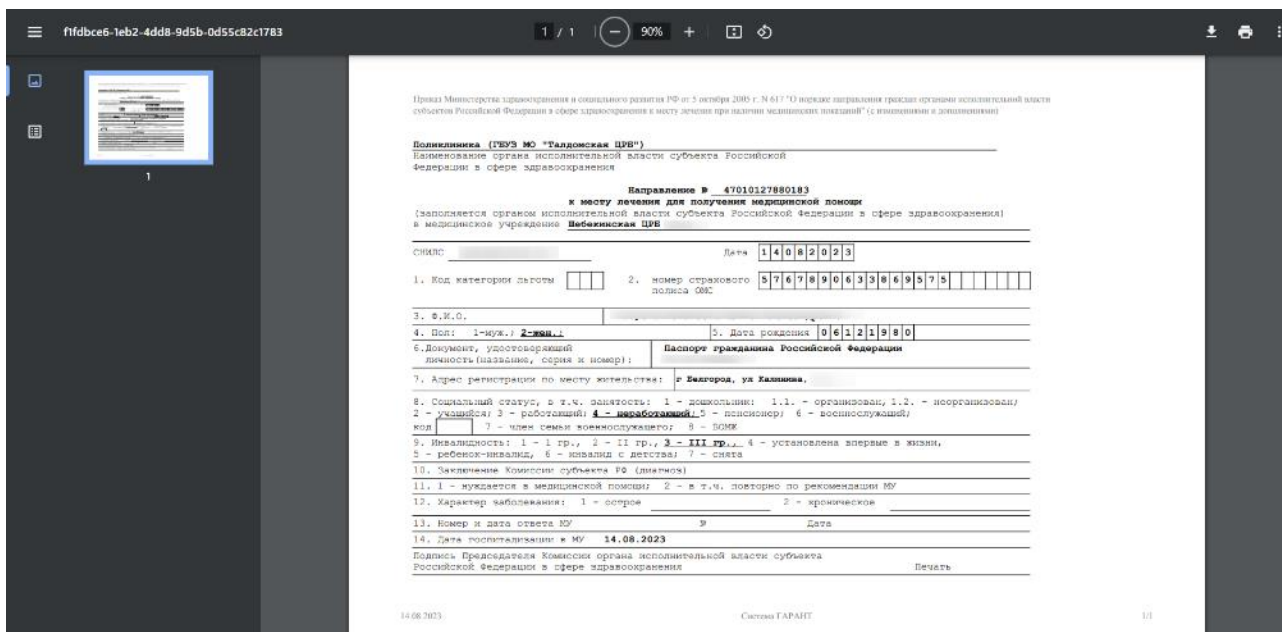 f1fdbce6-1eb2-4dd8-9d5b-0d55c82c1783
1 / 1
90%
1
Приказ Министерства здравоохранения и социального развития РФ от 5 октября 2005 г. N 617 "О порядке направления граждан органами исполнительной власти
субъектов Российской Федерации в сфере здравоохранения к месту лечения при наличии медицинских показаний" (с изменениями и дополнениями)
Поликлиника (ГБУЗ МО "Талдомская ЦРБ")
Наименование органа исполнительной власти субъекта Российской
Федерации в сфере здравоохранения
Направление № 47010127880183
к месту лечения для получения медицинской помощи
(заполняется органом исполнительной власти субъекта Российской Федерации в сфере здравоохранения)
в медицинское учреждение Шебекинская ЦРБ
СНИЛС Дата 14082023
1. Код категории льготы 2. номер страхового 5767890633869575
полиса ОМС
3. Ф.И.О.
4. Пол: 1-муж.; 2-жен.; 5. Дата рождения 06121980
6.Документ, удостоверяющий Паспорт гражданина Российской Федерации
личность(название, серия и номер):
7. Адрес регистрации по месту жительства: г Белгород, ул Калинина,
8. Социальный статус, в т.ч. занятость: 1 - дошкольник: 1.1. - организован, 1.2. - неорганизован;
2 - учащийся; 3 - работающий; 4 - неработающий; 5 - пенсионер; 6 - военнослужащий;
код 7 - член семьи военнослужащего; 8 - БОМЖ
9. Инвалидность: 1 - I гр., 2 - II гр., 3 - III гр., 4 - установлена впервые в жизни,
5 - ребенок-инвалид, 6 - инвалид с детства; 7 - снята
10. Заключение Комиссии субъекта РФ (диагноз)
11. 1 - нуждается в медицинской помощи; 2 - в т.ч. повторно по рекомендации МУ
12. Характер заболевания: 1 - острое 2 - хроническое
13. Номер и дата ответа МУ № Дата
14. Дата госпитализации в МУ 14.08.2023
Подпись Председателя Комиссии органа исполнительной власти субъекта
Российской Федерации в сфере здравоохранения Печать
14.08.2023 Система ГАРАНТ 1/1